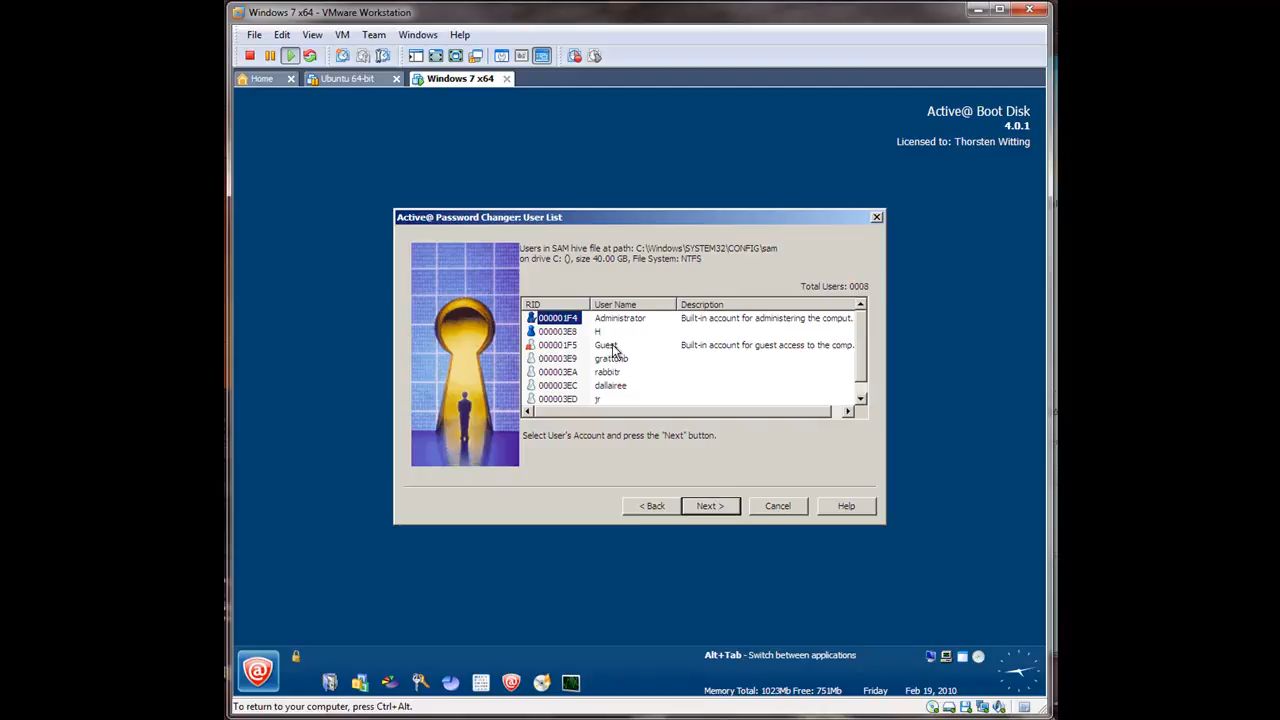 Windows 7 x64 - VMware Workstation
File Edit View VM Team Windows Help
Home Ubuntu 64-bit Windows 7 x64
Active@ Boot Disk
4.0.1
Licensed to: Thorsten Witting
Active@ Password Changer: User List
Users in SAM hive file at path: C:\Windows\SYSTEM32\CONFIG\sam
on drive C: (), size 40.00 GB, File System: NTFS
Total Users: 0008
RID User Name Description
000001F4 Administrator Built-in account for administering the comput.
000003E8 H
000001F5 Guest Built-in account for guest access to the comp.
000003E9
000003EA rabbitr
000003EC dallairee
000003ED jr
Select User's Account and press the "Next" button.
< Back Next > Cancel Help
Alt+Tab - Switch between applications
Memory Total: 1023Mb Free: 751Mb Friday Feb 19, 2010
To return to your computer, press Ctrl+Alt.